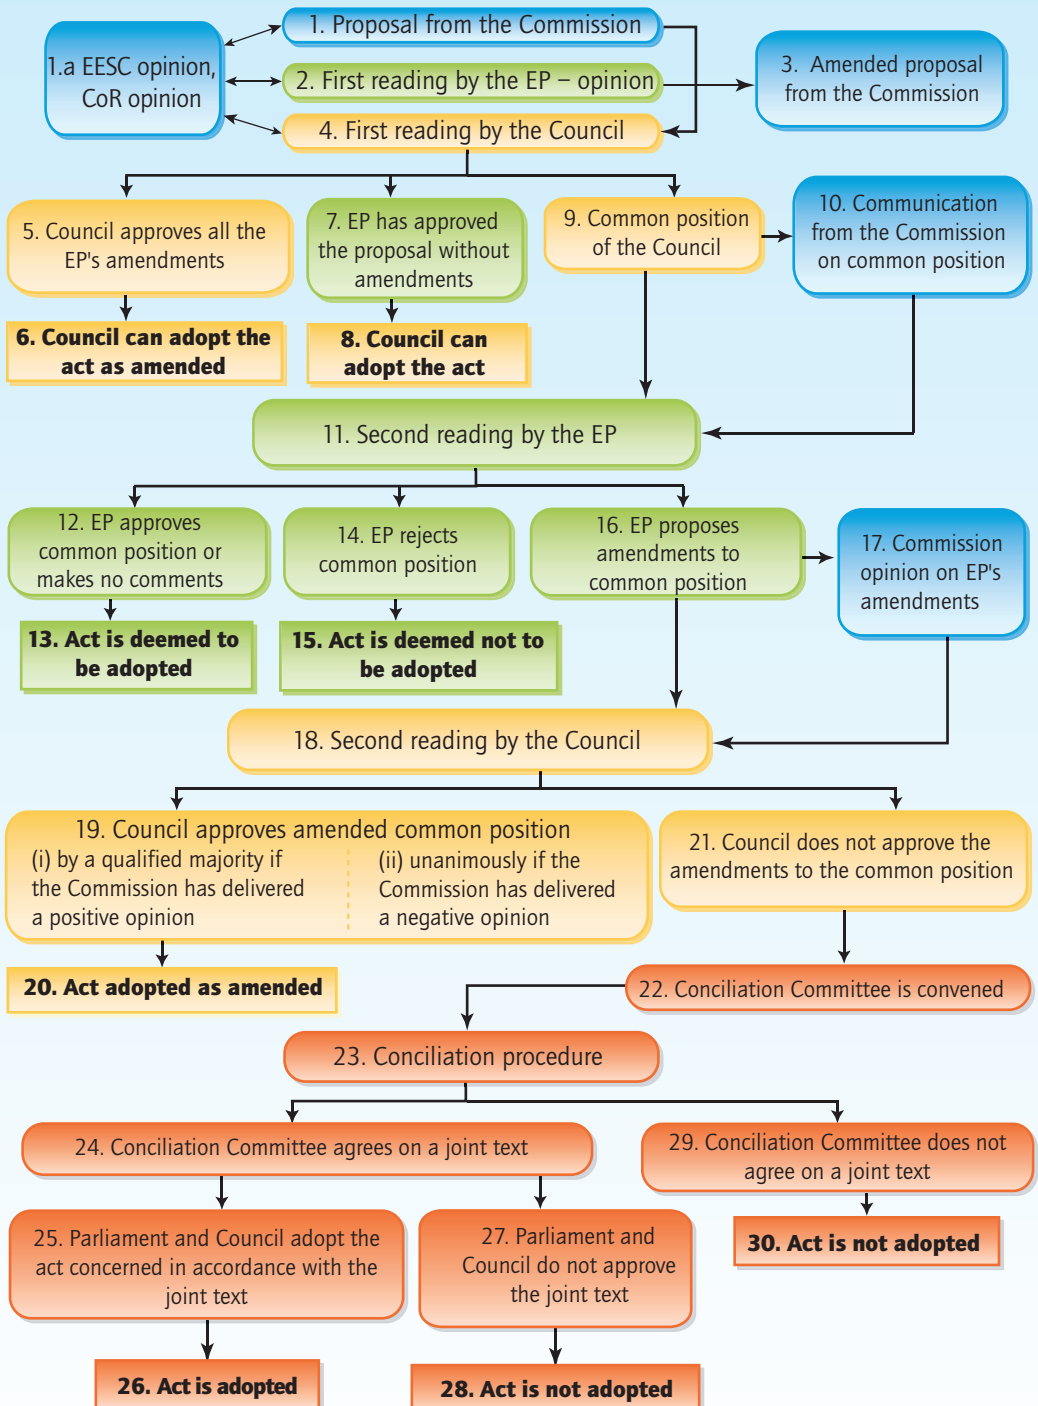 1. Proposal from the Commission
1.a EESC opinion,
CoR opinion
2. First reading by the EP – opinion
3. Amended proposal
from the Commission
4. First reading by the Council
5. Council approves all the
EP's amendments
6. Council can adopt the
act as amended
7. EP has approved
the proposal without
amendments
8. Council can
adopt the act
9. Common position
of the Council
10. Communication
from the Commission
on common position
11. Second reading by the EP
12. EP approves
common position or
makes no comments
13. Act is deemed to
be adopted
14. EP rejects
common position
15. Act is deemed not to
be adopted
16. EP proposes
amendments to
common position
17. Commission
opinion on EP's
amendments
18. Second reading by the Council
19. Council approves amended common position
(i) by a qualified majority if
the Commission has delivered
a positive opinion
(ii) unanimously if the
Commission has delivered
a negative opinion
20. Act adopted as amended
21. Council does not approve the
amendments to the common position
22. Conciliation Committee is convened
23. Conciliation procedure
24. Conciliation Committee agrees on a joint text
25. Parliament and Council adopt the
act concerned in accordance with the
joint text
26. Act is adopted
27. Parliament and
Council do not approve
the joint text
28. Act is not adopted
29. Conciliation Committee does not
agree on a joint text
30. Act is not adopted